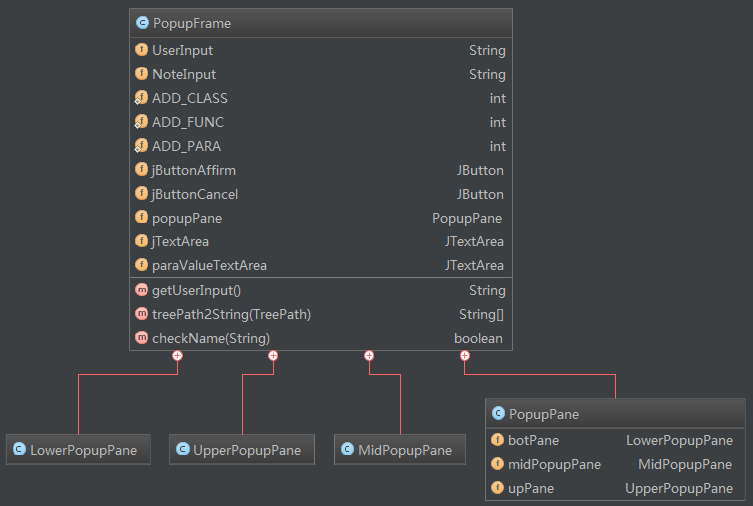 PopupFrame
UserInput String
NoteInput String
ADD_CLASS int
ADD_FUNC int
ADD_PARA int
jButtonAffirm JButton
jButtonCancel JButton
popupPane PopupPane
jTextArea JTextArea
paraValueTextArea JTextArea
getUserInput() String
treePath2String(TreePath) String[]
checkName(String) boolean
LowerPopupPane
UpperPopupPane
MidPopupPane
PopupPane
botPane LowerPopupPane
midPopupPane MidPopupPane
upPane UpperPopupPane